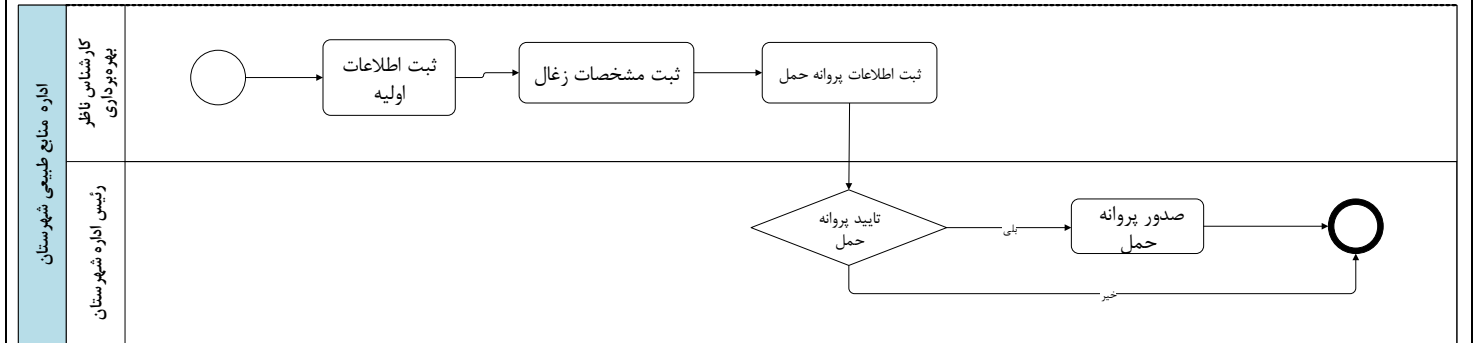 اداره منابع طبیعی شهرستان
کارشناس ناظر
بهره‌برداری
ثبت اطلاعات
اولیه
ثبت مشخصات زغال
ثبت اطلاعات پروانه حمل
رئیس اداره شهرستان
تایید پروانه
حمل
بلی
صدور پروانه
حمل
خیر